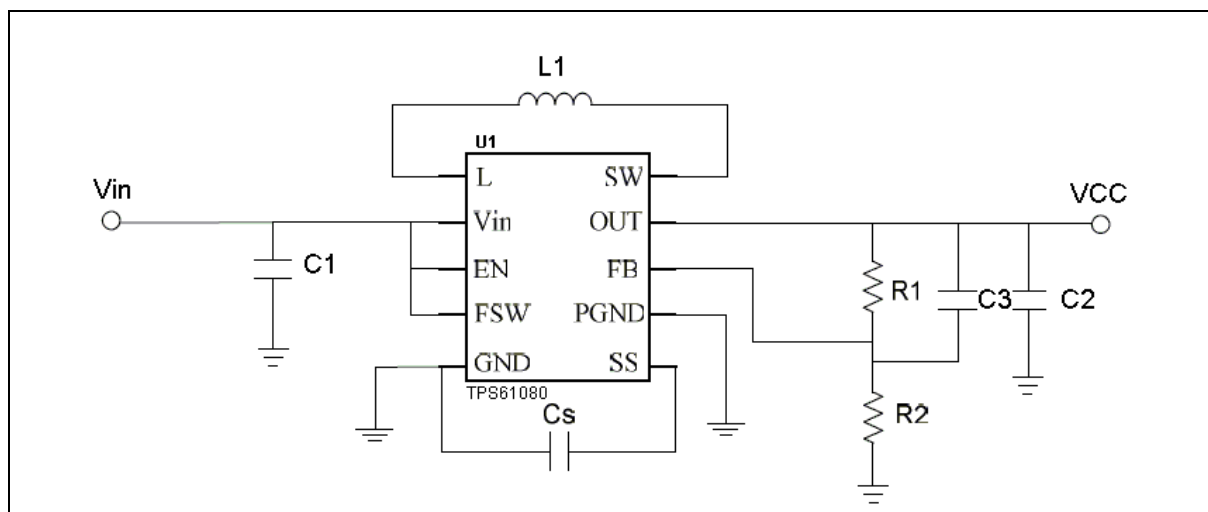 L1
U1
L
SW
Vin
Vin
OUT
VCC
C1
EN
FB
R1
C3
C2
FSW
PGND
GND
SS
TPS61080
Cs
R2